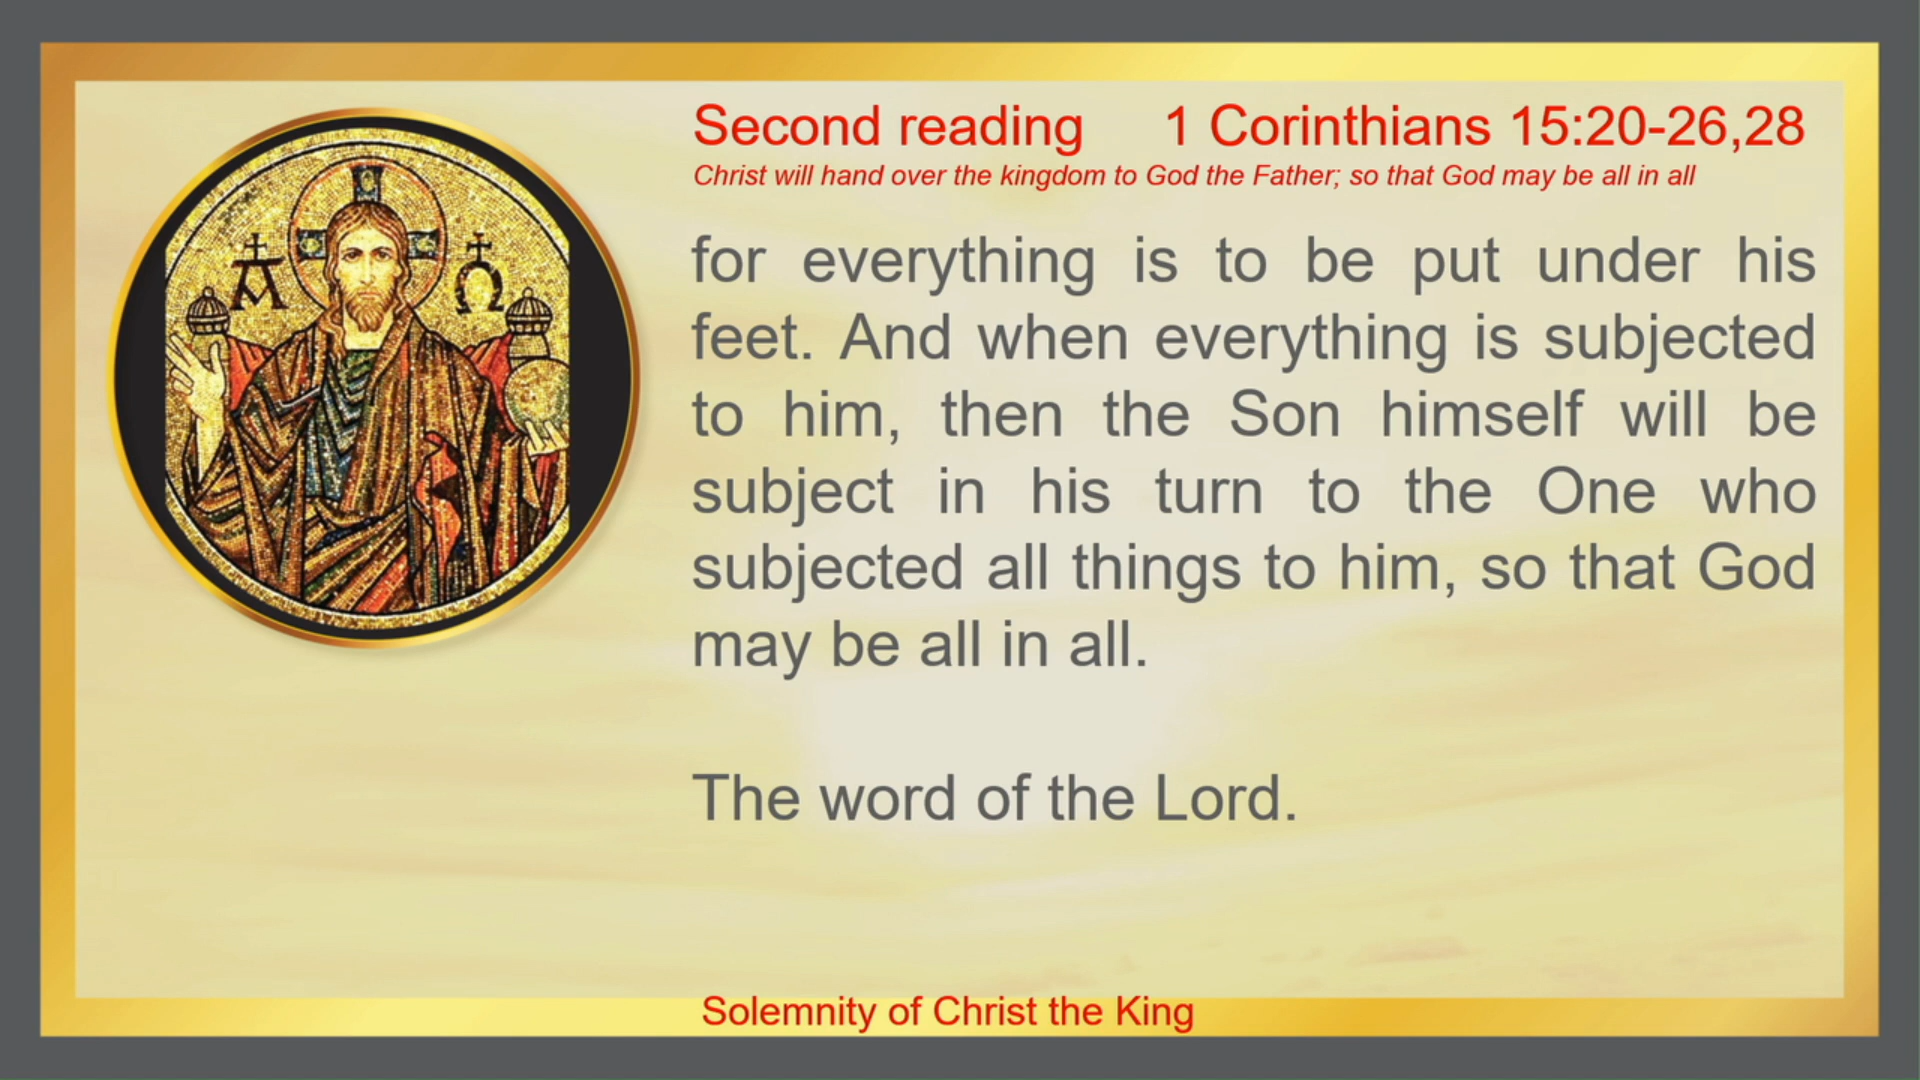 Second reading 1 Corinthians 15:20-26,28
Christ will hand over the kingdom to God the Father; so that God may be all in all
for everything is to be put under his
feet. And when everything is subjected
to him, then the Son himself will be
subject in his turn to the One who
subjected all things to him, so that God
may be all in all.
The word of the Lord.
Α Ω
Solemnity of Christ the King